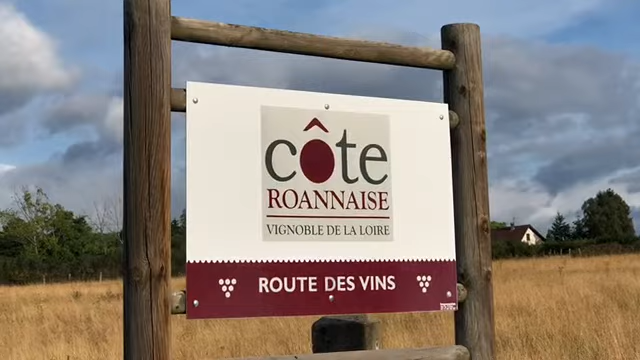 côte
ROANNAISE
VIGNOBLE DE LA LOIRE
ROUTE DES VINS